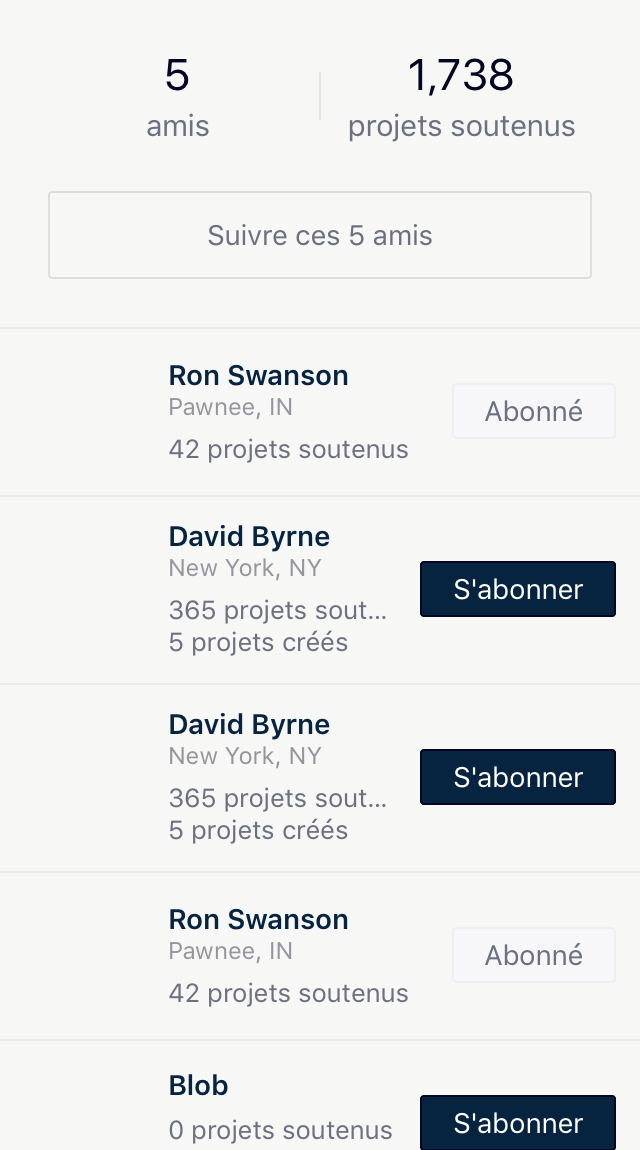 5
amis
1,738
projets soutenus
Suivre ces 5 amis
Ron Swanson
Pawnee, IN
42 projets soutenus
Abonné
David Byrne
New York, NY
365 projets sout...
5 projets créés
S'abonner
David Byrne
New York, NY
365 projets sout...
5 projets créés
S'abonner
Ron Swanson
Pawnee, IN
42 projets soutenus
Abonné
Blob
0 projets soutenus
S'abonner